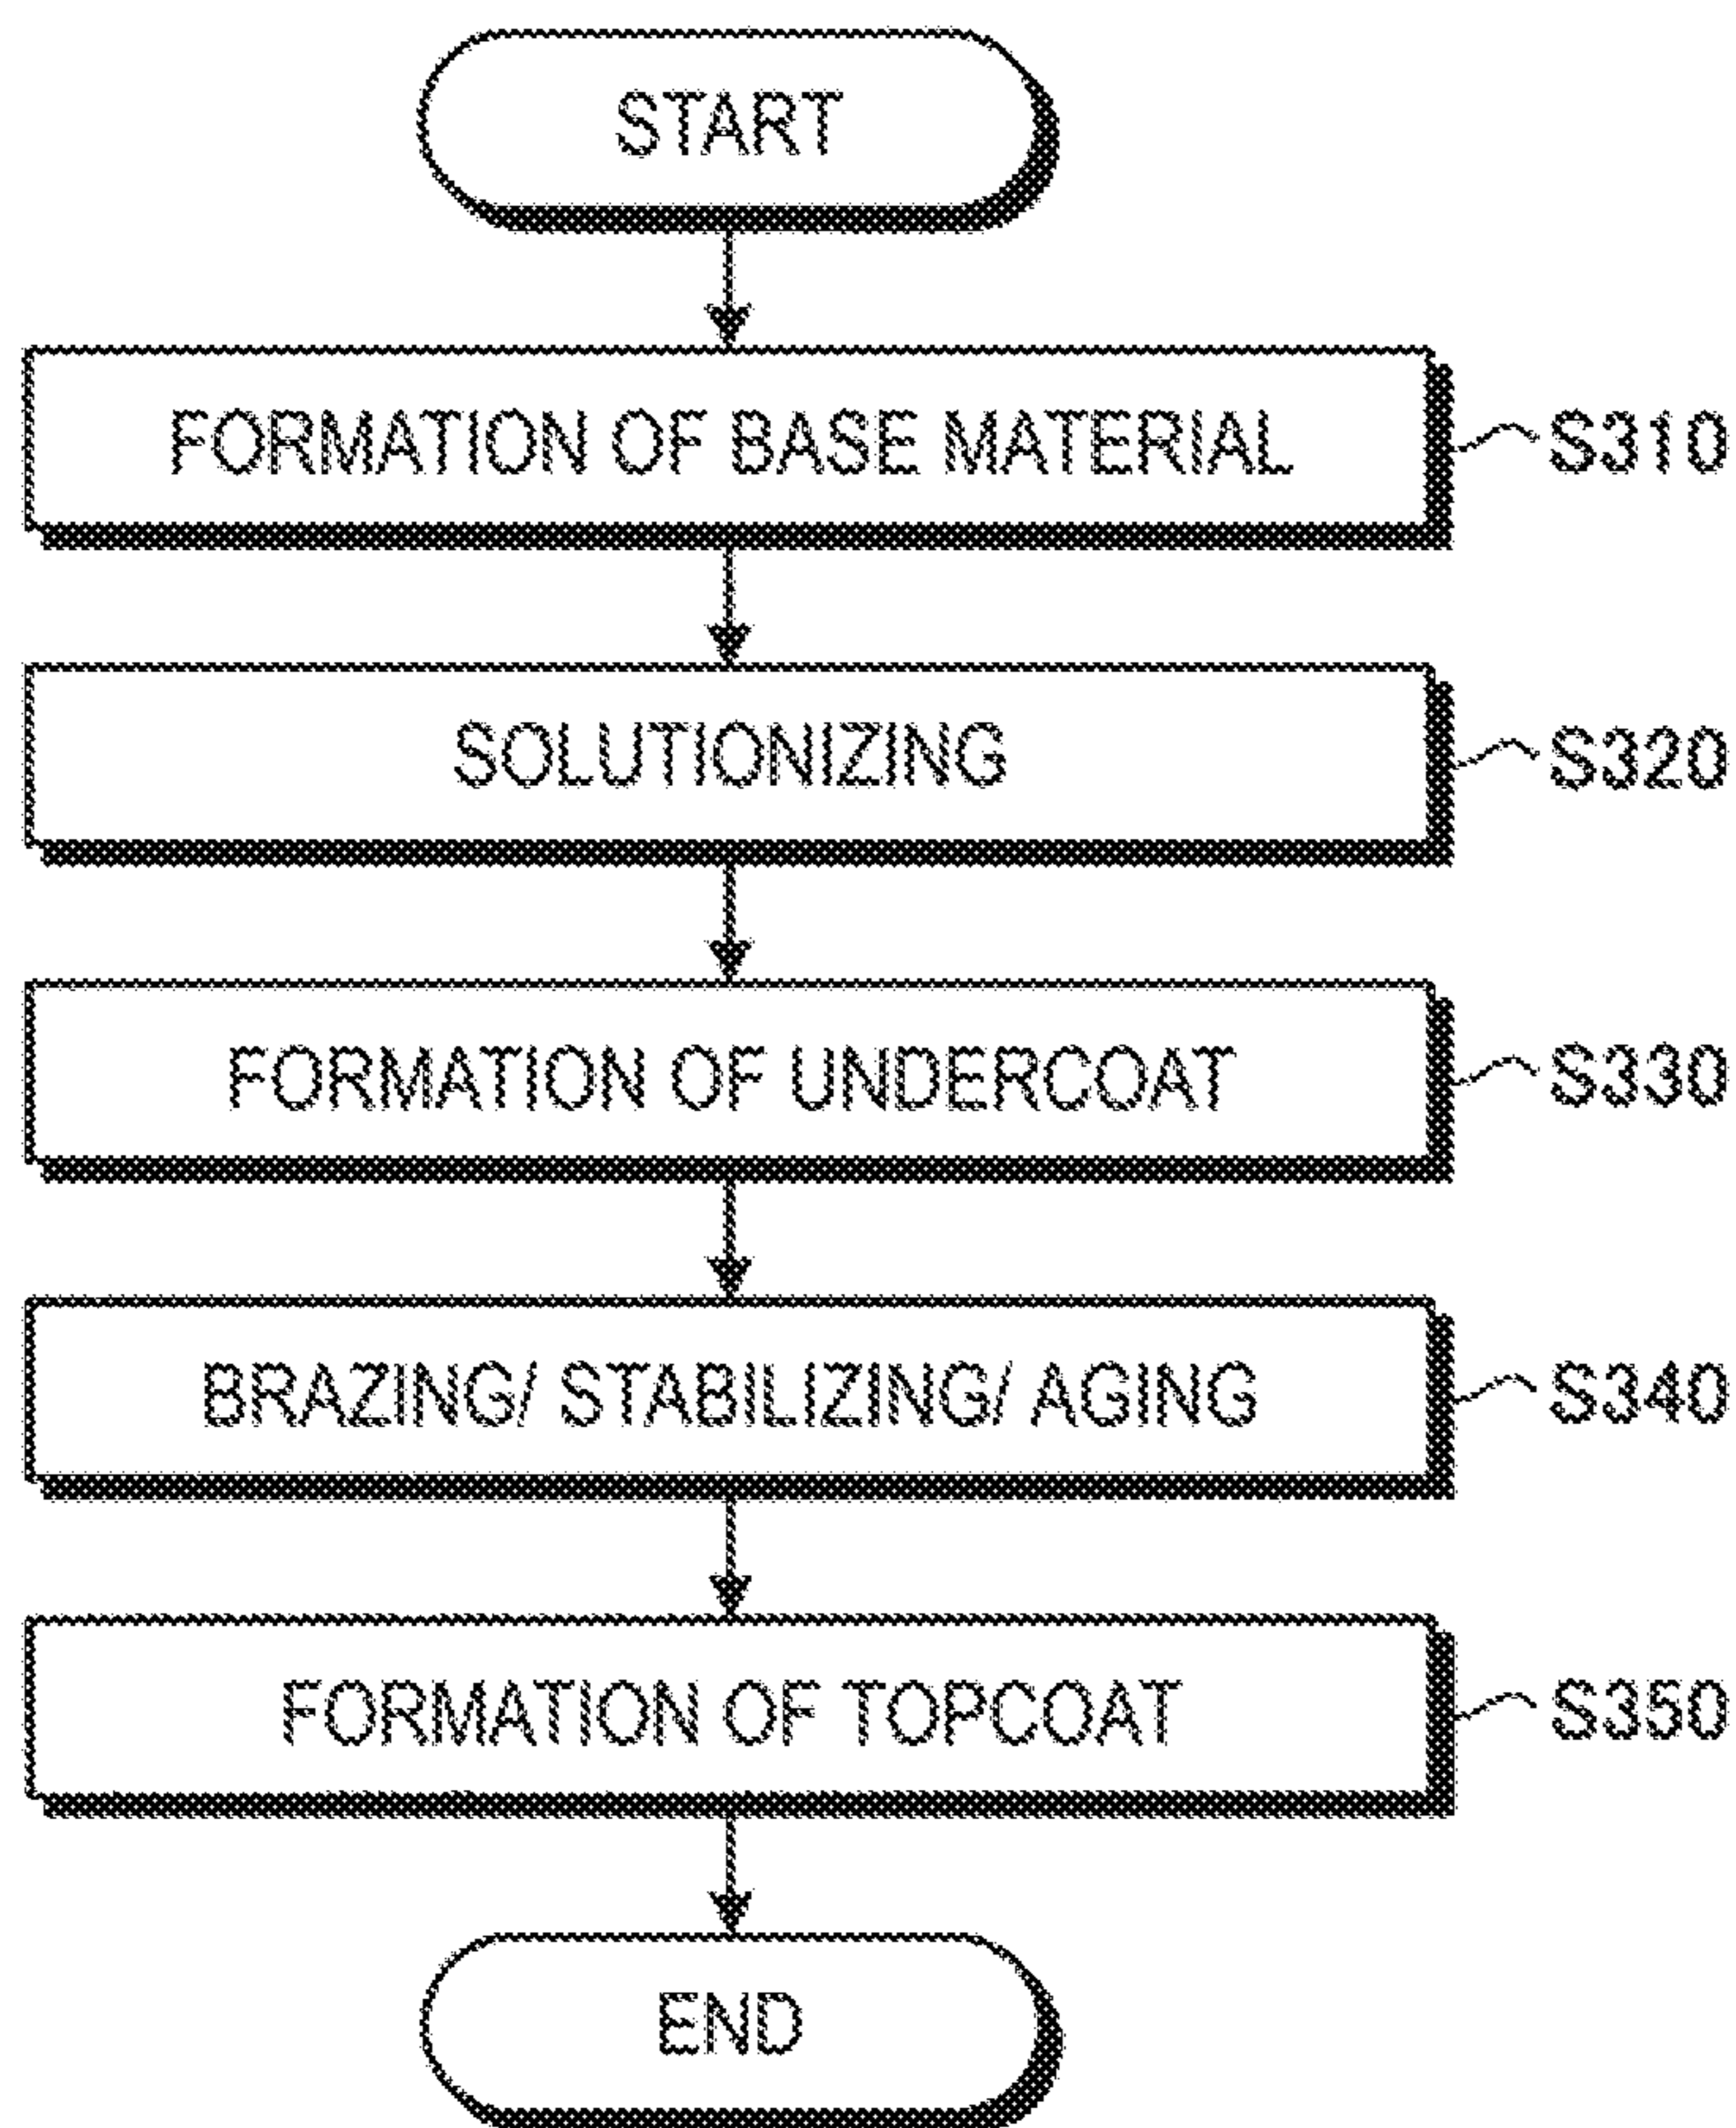 START
FORMATION OF BASE MATERIAL S310
SOLUTIONIZING S320
FORMATION OF UNDERCOAT S330
BRAZING/ STABILIZING/ AGING S340
FORMATION OF TOPCOAT S350
END